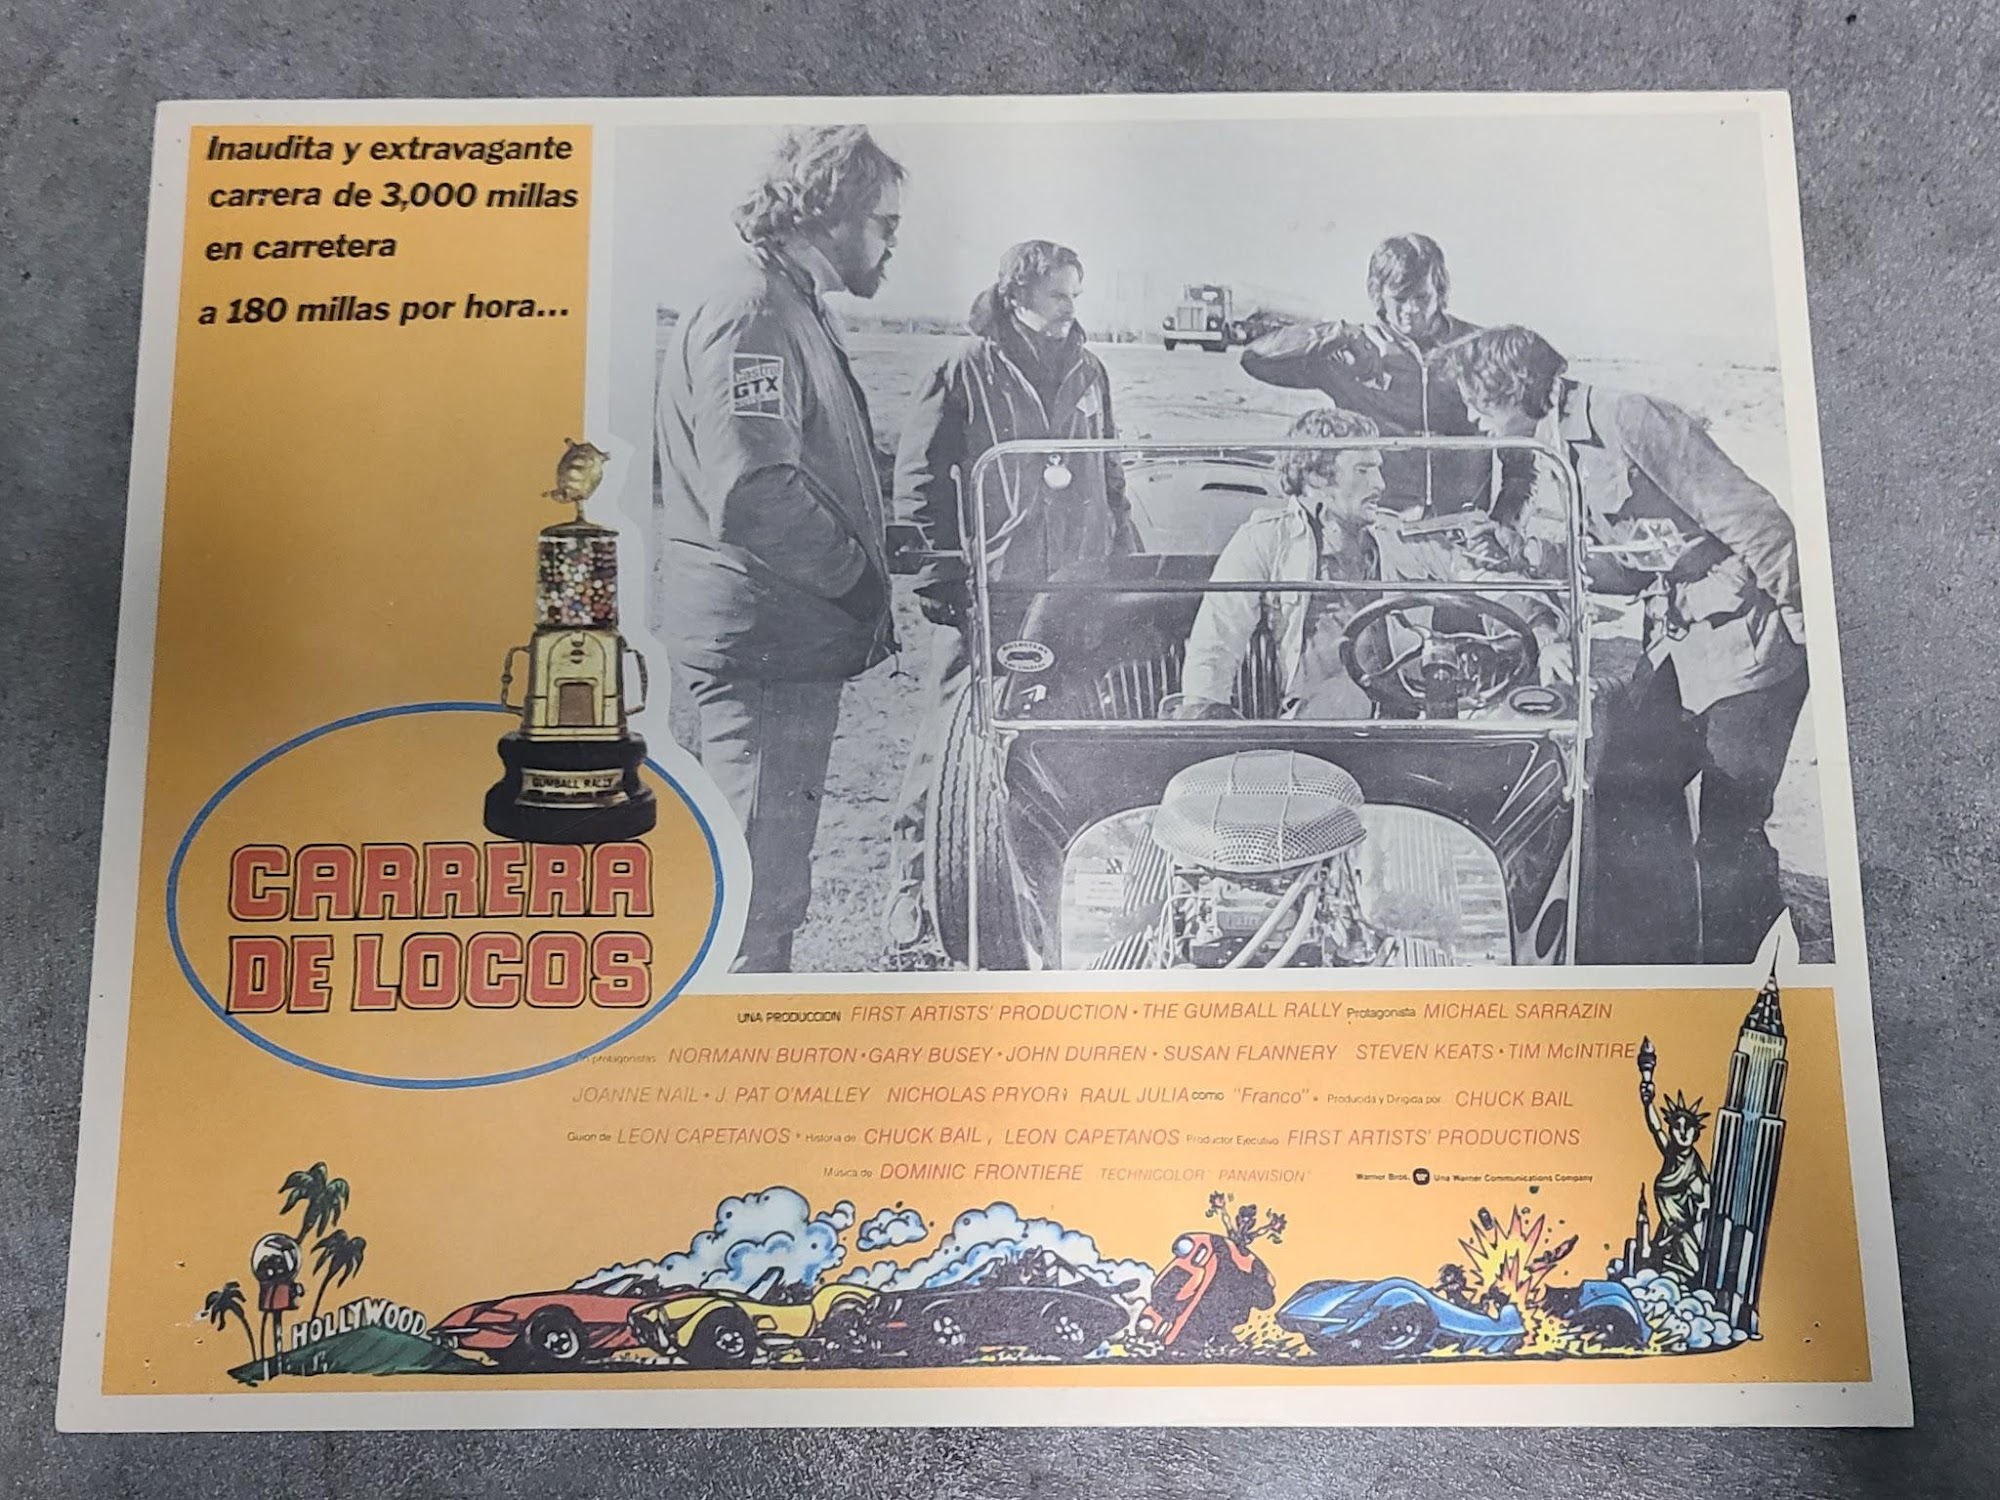 Inaudita y extravagante
carrera de 3,000 millas
en carretera
a 180 millas por hora...
Castrol
GTX
GUMBALL RALLY
CARRERA
DE LOCOS
UNA PRODUCCION FIRST ARTISTS' PRODUCTION · THE GUMBALL RALLY Protagonista MICHAEL SARRAZIN
protagonistas NORMANN BURTON · GARY BUSEY · JOHN DURREN · SUSAN FLANNERY STEVEN KEATS · TIM McINTIRE
JOANNE NAIL · J. PAT O'MALLEY NICHOLAS PRYOR RAUL JULIA como "Franco" · Producida y Dirigida por CHUCK BAIL
Guion de LEON CAPETANOS · Historia de CHUCK BAIL, LEON CAPETANOS Productor Ejecutivo FIRST ARTISTS' PRODUCTIONS
Musica de DOMINIC FRONTIERE TECHNICOLOR PANAVISION Warner Bros. Una Warner Communications Company
HOLLYWOOD